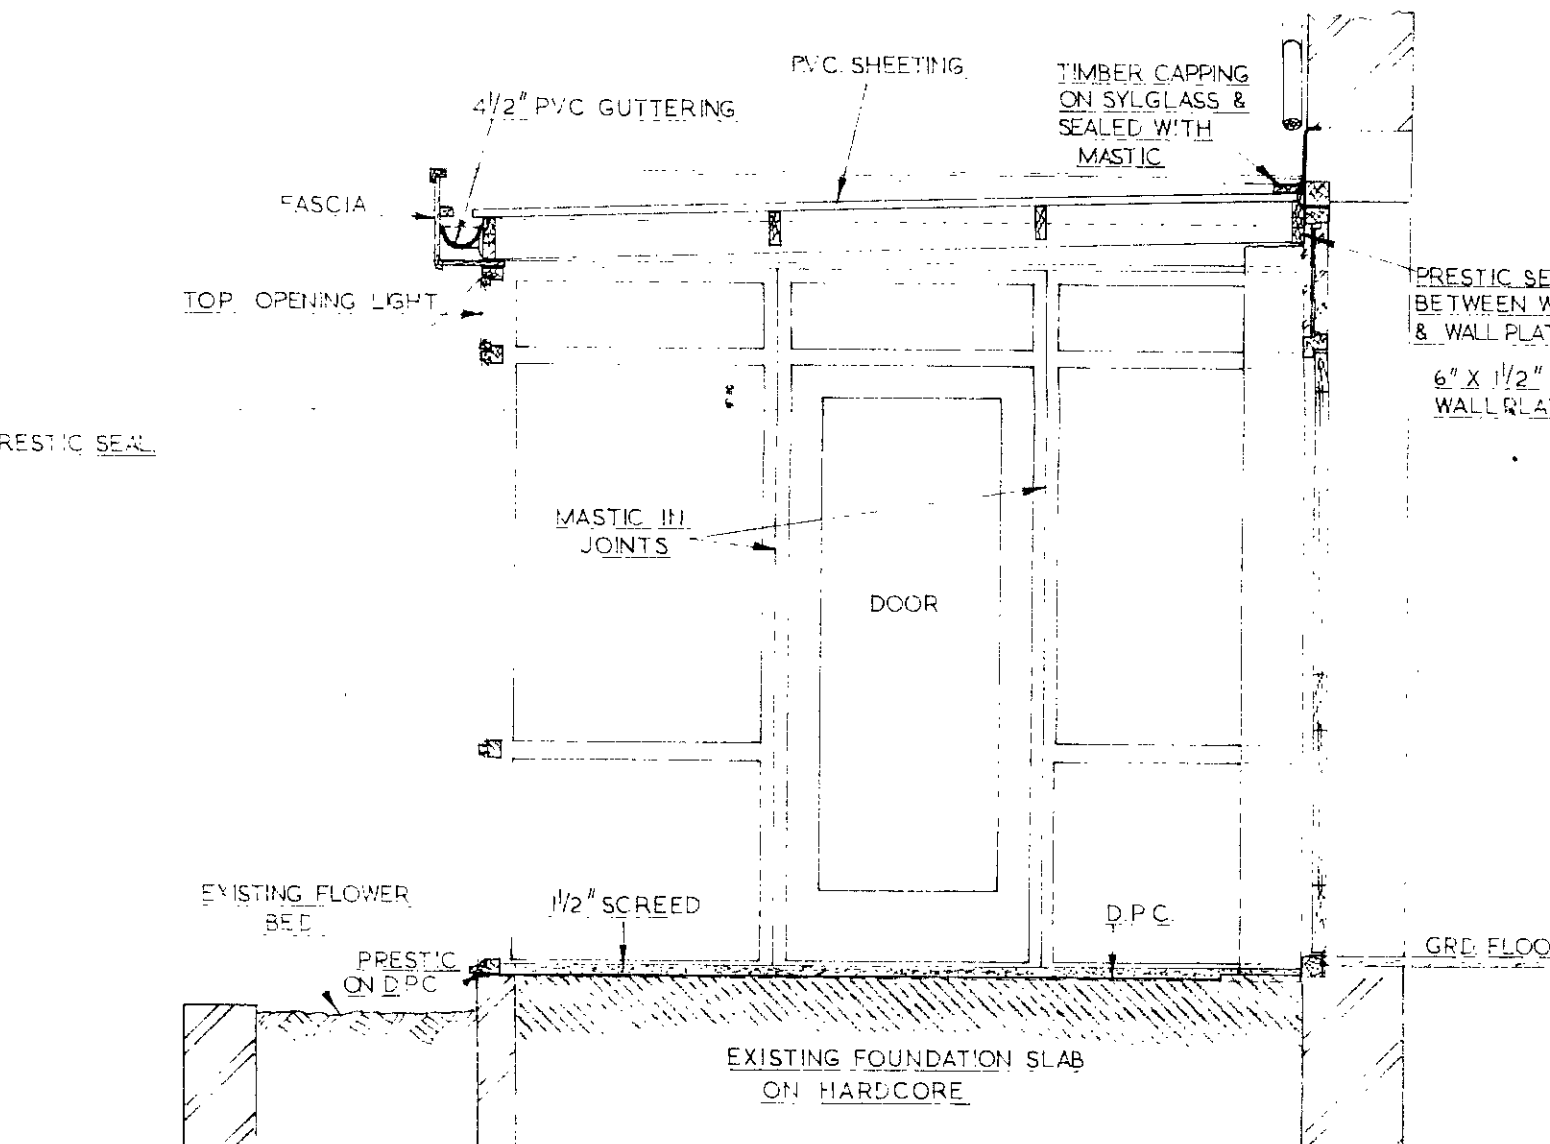 PVC. SHEETING
4 1/2" PVC GUTTERING
TIMBER CAPPING
ON SYLGLASS &
SEALED WITH
MASTIC
FASCIA
TOP OPENING LIGHT
PRESTIC SE
BETWEEN W
& WALL PLAT
6" X 1 1/2"
WALL PLA
RESTIC SEAL.
MASTIC IN
JOINTS
DOOR
EXISTING FLOWER
BED
1 1/2" SCREED
D.P.C.
PRESTIC
ON D.P.C
GRD. FLOO
EXISTING FOUNDATION SLAB
ON HARDCORE